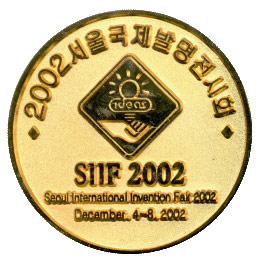 2002서울국제발명전시회
ideas
SIIF 2002
Seoul International Invention Fair 2002
December, 4-8, 2002